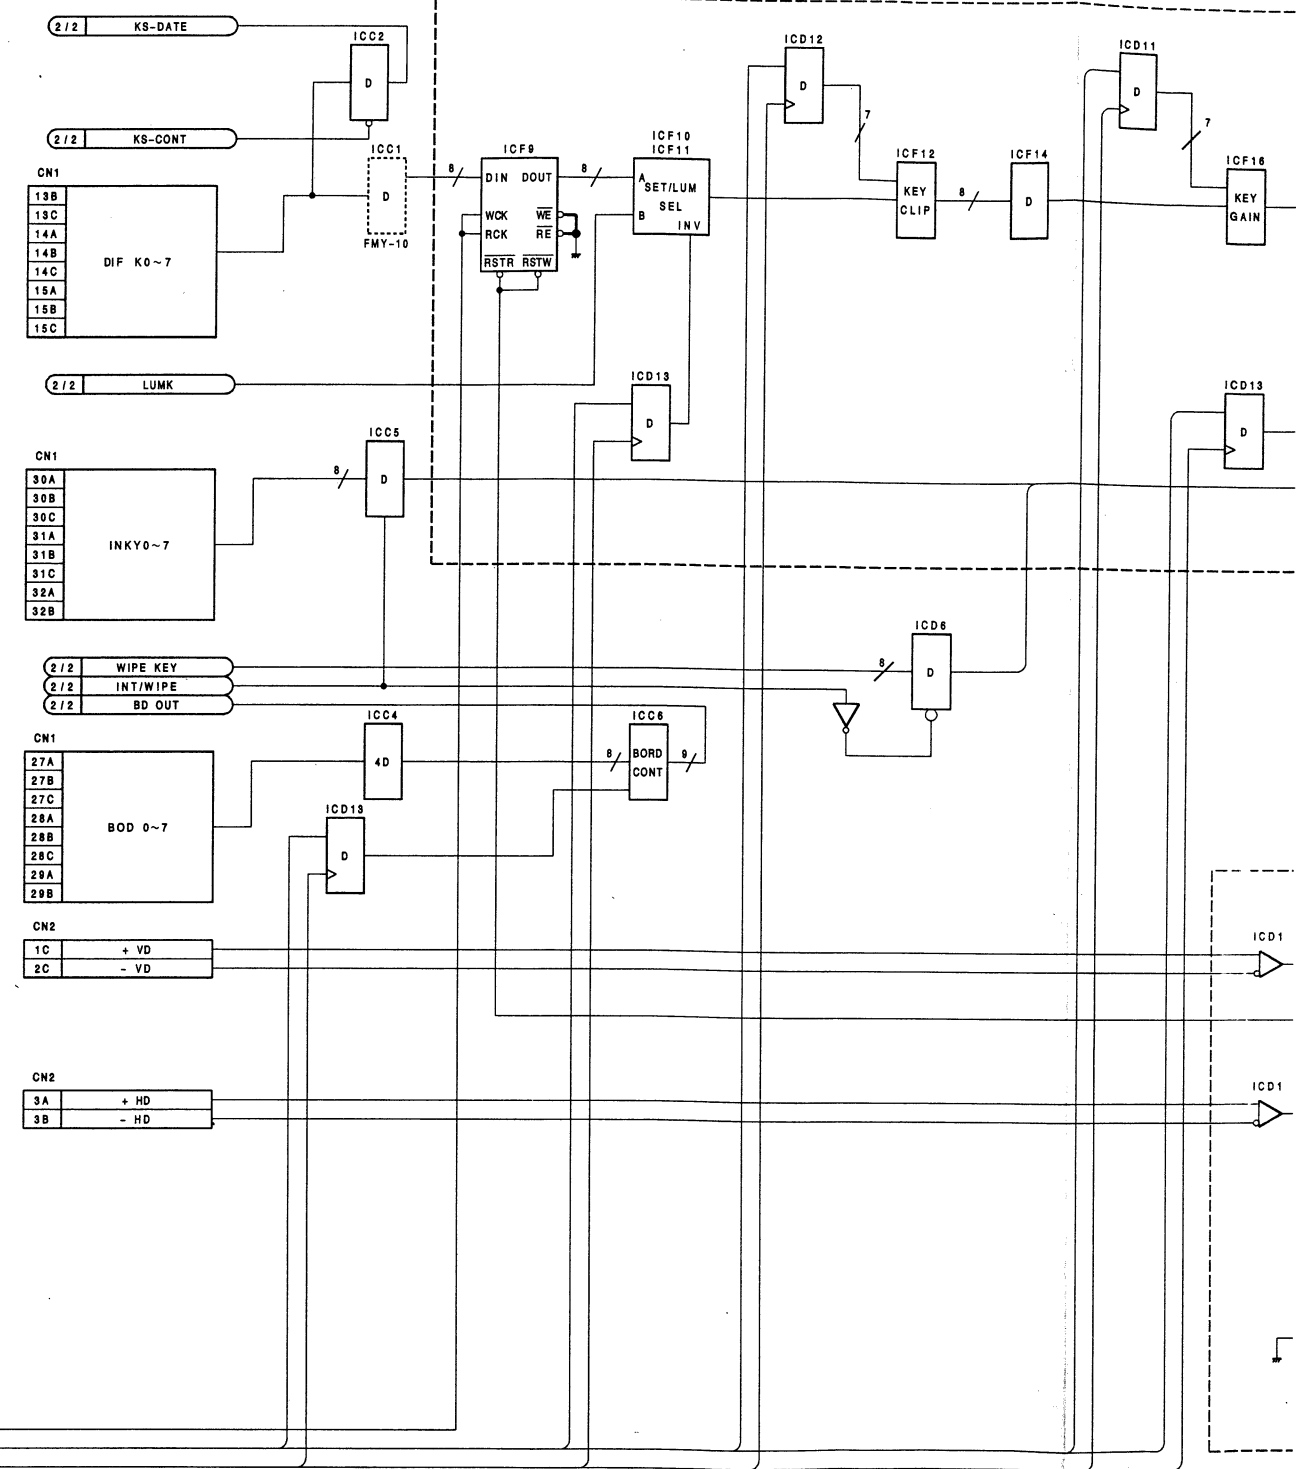 2/2 KS-DATE
ICC2
D
2/2 KS-CONT
ICC1
D
FMY-10
CN1
13B
13C
14A
14B
14C
15A
15B
15C
DIF K0~7
8
ICF9
DIN DOUT
WCK WE
RCK RE
RSTR RSTW
8
ICF10
ICF11
A SET/LUM
SEL
B
INV
ICD12
D
7
ICF12
KEY
CLIP
8
ICF14
D
ICD11
D
7
ICF16
KEY
GAIN
2/2 LUMK
ICD13
D
ICD13
D
CN1
30A
30B
30C
31A
31B
31C
32A
32B
INKY0~7
8
ICC5
D
2/2 WIPE KEY
2/2 INT/WIPE
2/2 BD OUT
8
ICD6
D
CN1
27A
27B
27C
28A
28B
28C
29A
29B
BOD 0~7
ICC4
4D
8
ICC6
BORD
CONT
9
ICD13
D
CN2
1C + VD
2C - VD
ICD1
CN2
3A + HD
3B - HD
ICD1